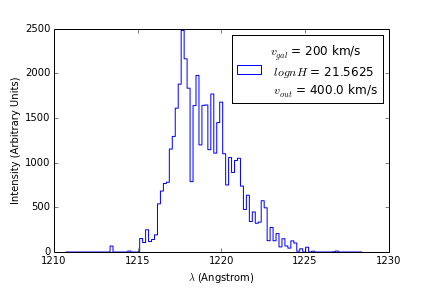 2500
2000
1500
1000
500
0
1210
1215
1220
1225
1230
Intensity (Arbitrary Units)
λ (Angstrom)
v_gal = 200 km/s
lognH = 21.5625
v_out = 400.0 km/s